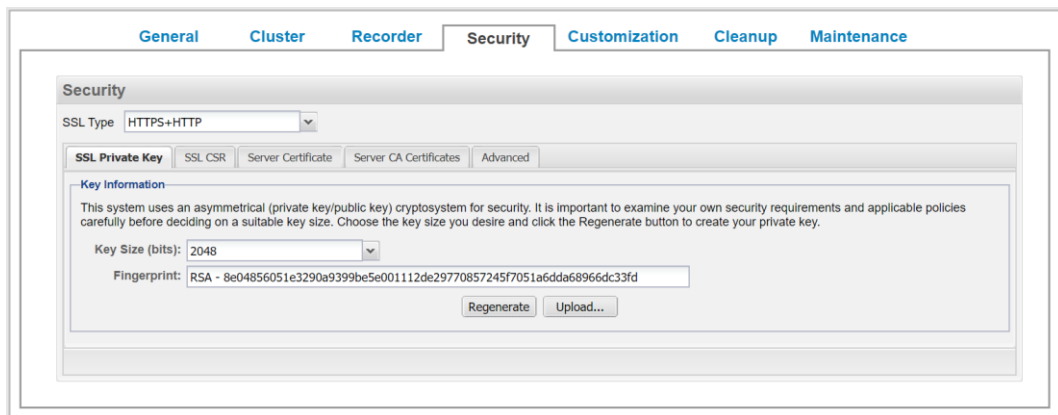 General Cluster Recorder Security Customization Cleanup Maintenance
Security
SSL Type HTTPS+HTTP
SSL Private Key SSL CSR Server Certificate Server CA Certificates Advanced
Key Information
This system uses an asymmetrical (private key/public key) cryptosystem for security. It is important to examine your own security requirements and applicable policies
carefully before deciding on a suitable key size. Choose the key size you desire and click the Regenerate button to create your private key.
Key Size (bits): 2048
Fingerprint: RSA - 8e04856051e3290a9399be5e001112de29770857245f7051a6dda68966dc33fd
Regenerate Upload...